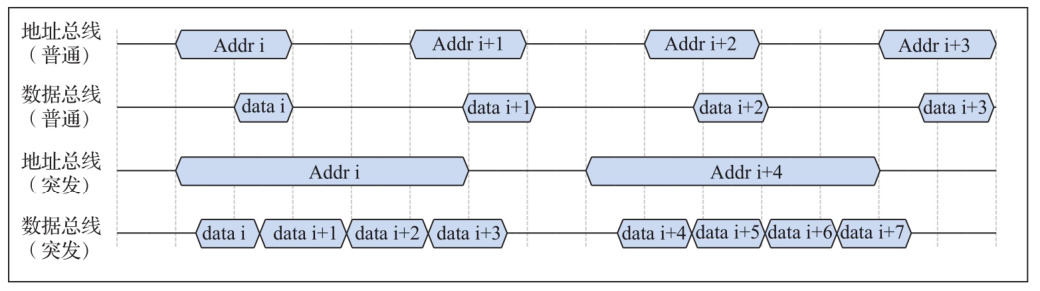 地址总线
（普通）
Addr i
Addr i+1
Addr i+2
Addr i+3
数据总线
（普通）
data i
data i+1
data i+2
data i+3
地址总线
（突发）
Addr i
Addr i+4
数据总线
（突发）
data i
data i+1
data i+2
data i+3
data i+4
data i+5
data i+6
data i+7